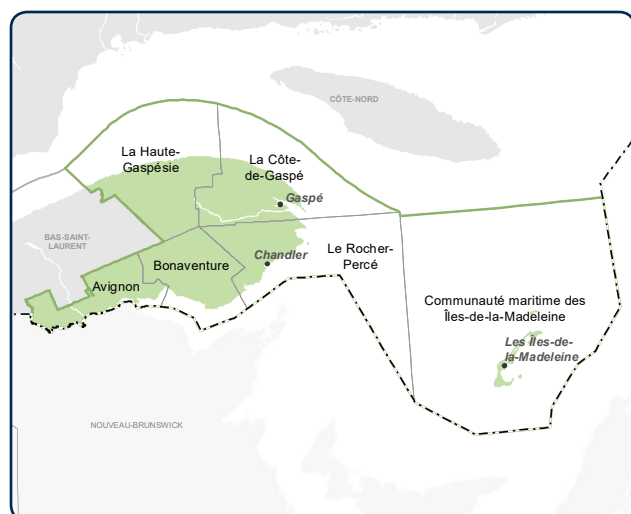 CÔTE-NORD
La Haute-
Gaspésie
La Côte-
de-Gaspé
Gaspé
BAS-SAINT-
LAURENT
Chandler
Le Rocher-
Percé
Bonaventure
Avignon
Communauté maritime des
Îles-de-la-Madeleine
Les Îles-de-
la-Madeleine
NOUVEAU-BRUNSWICK